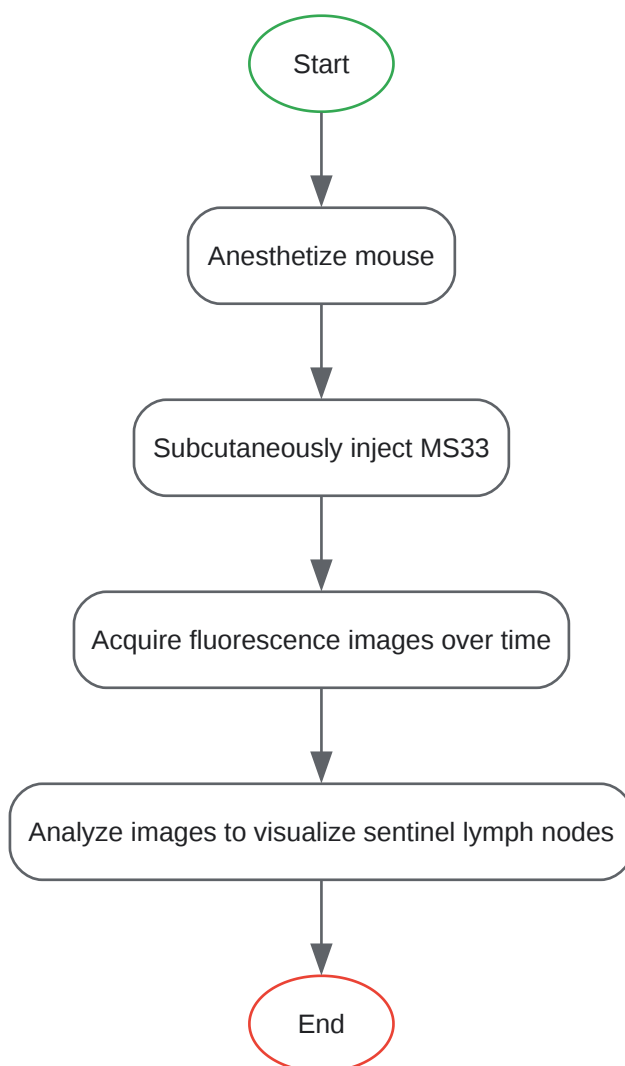 Start
Anesthetize mouse
Subcutaneously inject MS33
Acquire fluorescence images over time
Analyze images to visualize sentinel lymph nodes
End